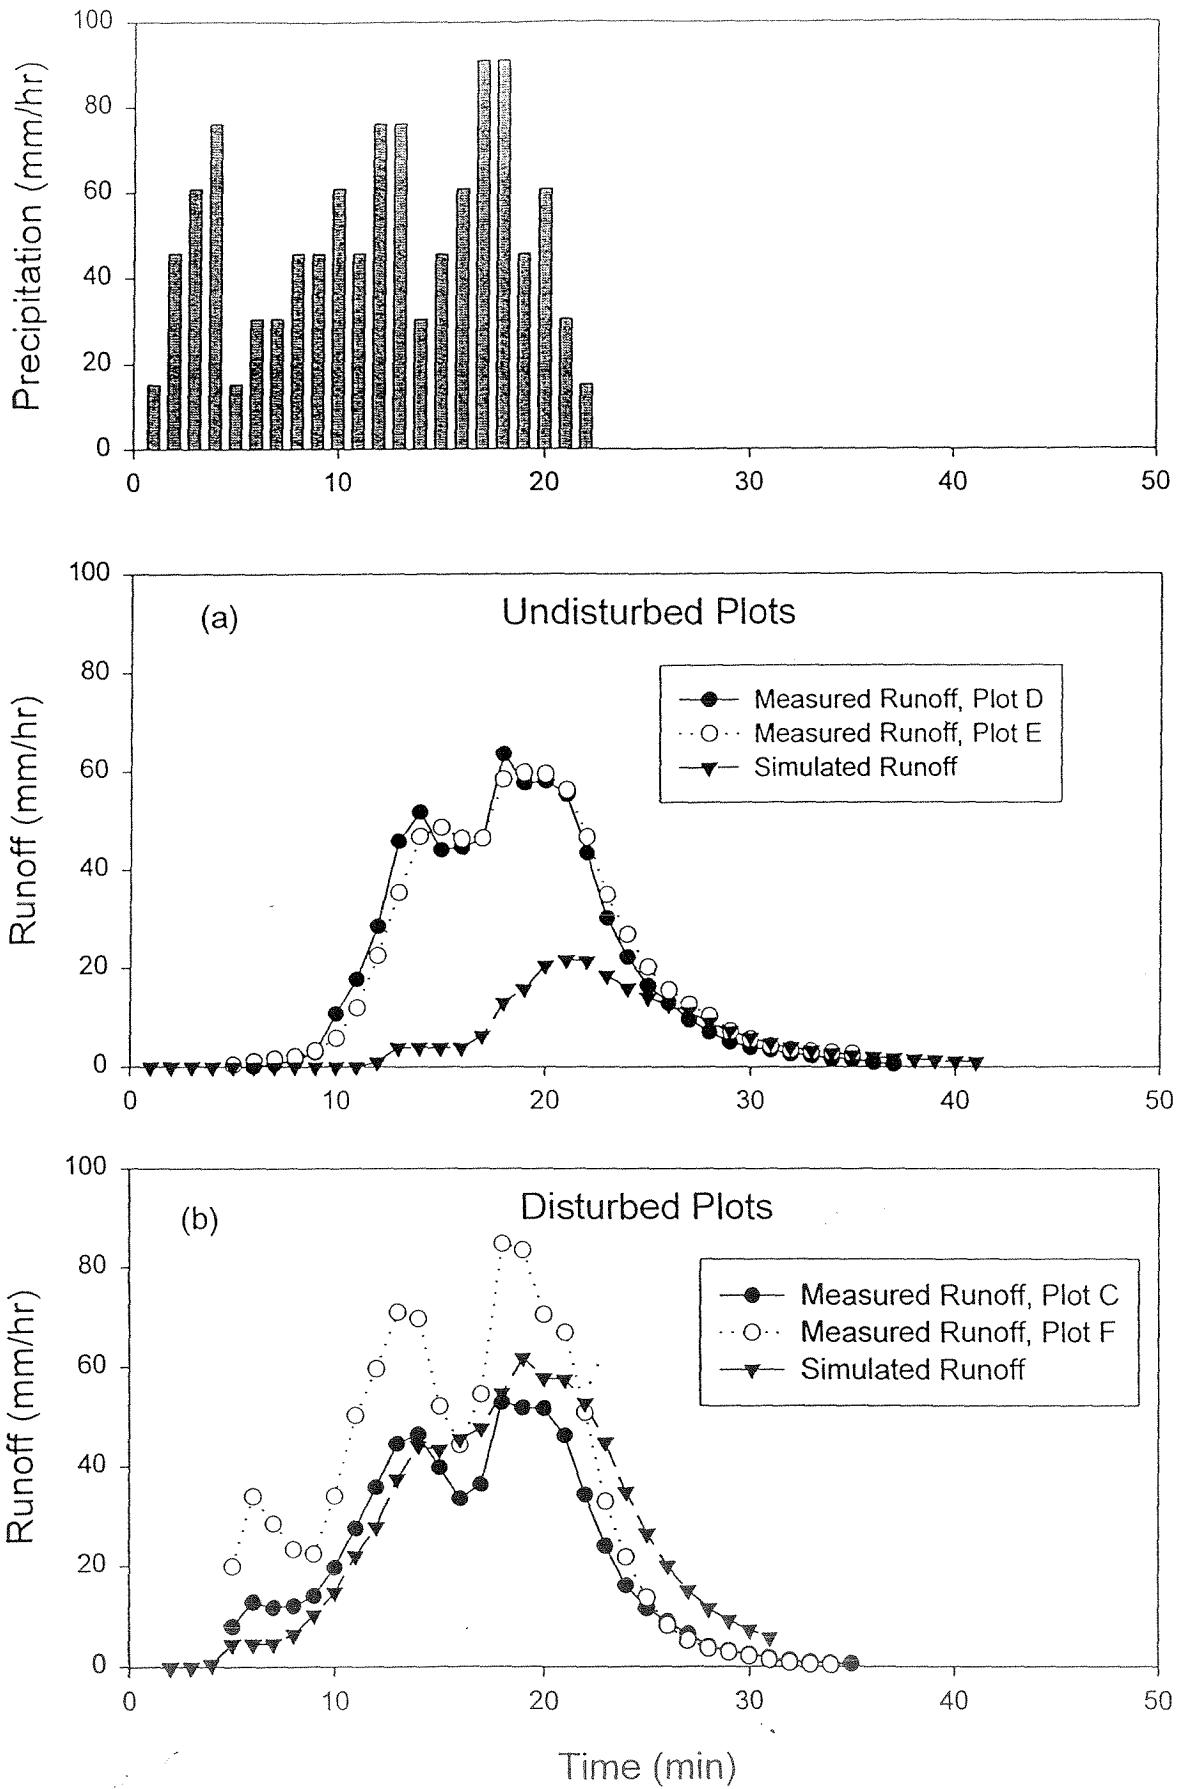 100
80
60
40
20
0
Precipitation (mm/hr)
0 10 20 30 40 50
(a) Undisturbed Plots
100
80
60
40
20
0
Runoff (mm/hr)
Measured Runoff, Plot D
Measured Runoff, Plot E
Simulated Runoff
0 10 20 30 40 50
(b) Disturbed Plots
100
80
60
40
20
0
Runoff (mm/hr)
Measured Runoff, Plot C
Measured Runoff, Plot F
Simulated Runoff
0 10 20 30 40 50
Time (min)